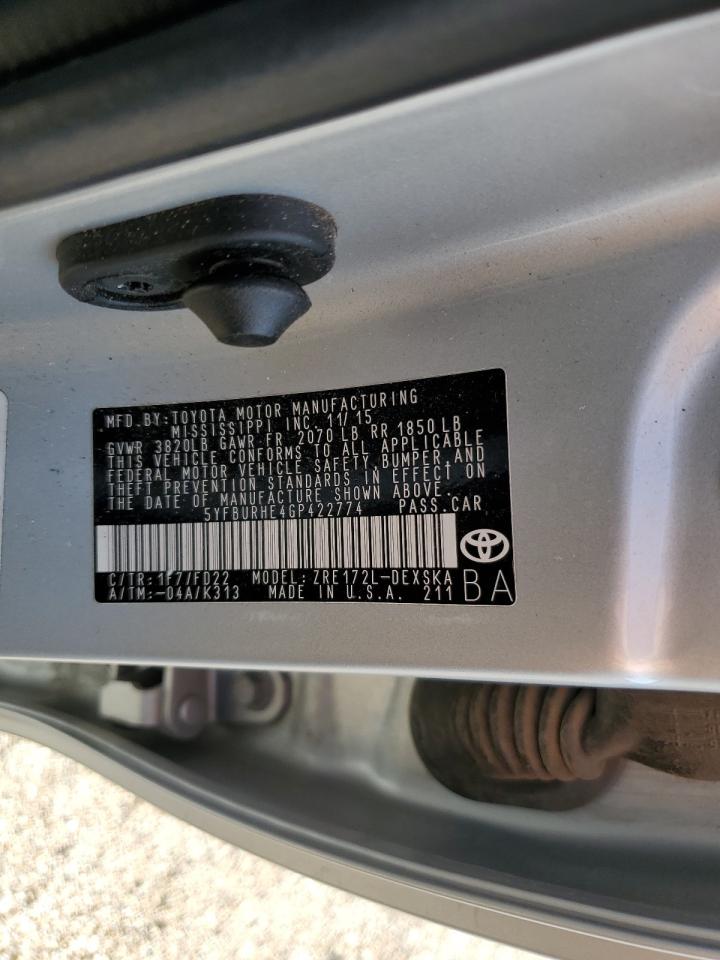 MFD.BY:TOYOTA MOTOR MANUFACTURING
MISSISSIPPI INC. 11/15
GVWR 3820LB GAWR FR 2070 LB RR 1850 LB
THIS VEHICLE CONFORMS TO ALL APPLICABLE
FEDERAL MOTOR VEHICLE SAFETY,BUMPER AND
THEFT PREVENTION STANDARDS IN EFFECT ON
THE DATE OF MANUFACTURE SHOWN ABOVE.
5YFBURHE4GP422774 PASS.CAR
C/TR:1F7/FD22 MODEL:ZRE172L-DEXSKA
A/TM:-04A/K313 MADE IN U.S.A. 211 BA